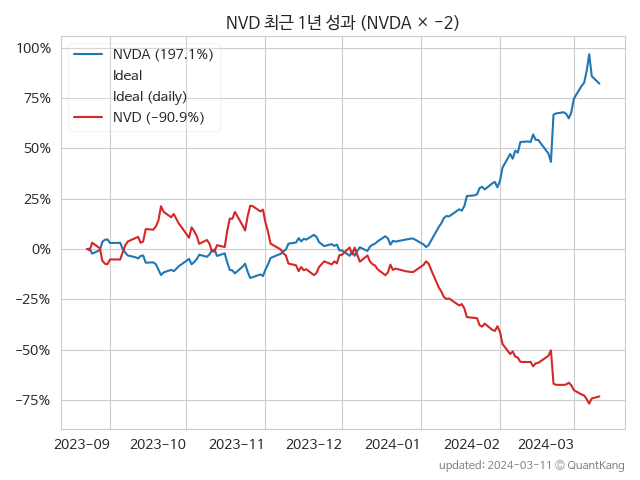 NVD 최근 1년 성과 (NVDA × −2)
NVDA (197.1%)
Ideal
Ideal (daily)
NVD (−90.9%)
100%
75%
50%
25%
0%
−25%
−50%
−75%
2023-09 2023-10 2023-11 2023-12 2024-01 2024-02 2024-03
updated: 2024-03-11 © QuantKang